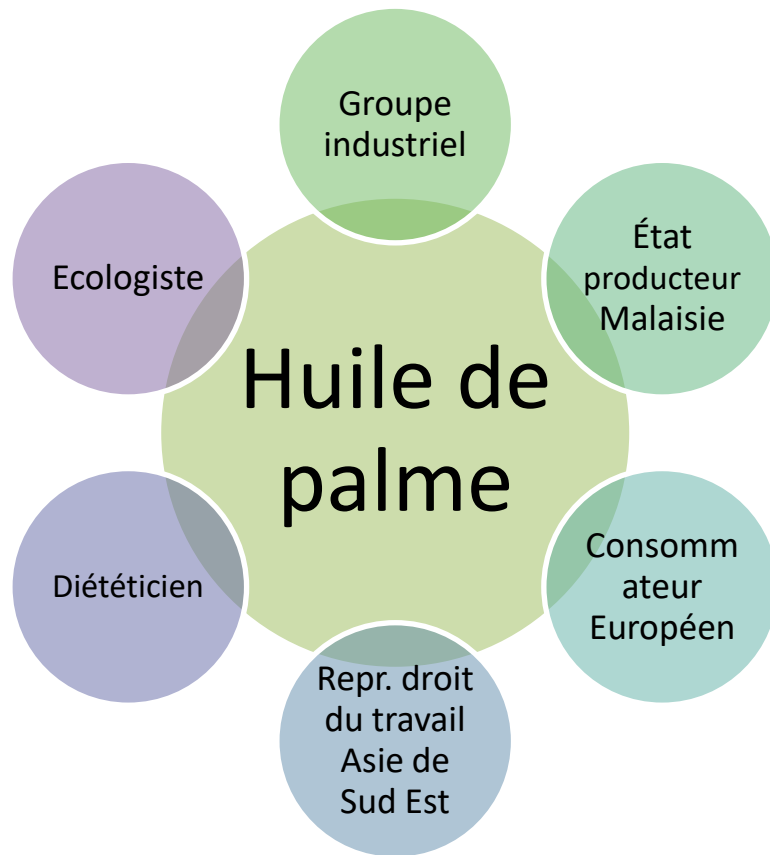 Groupe
industriel
État
producteur
Malaisie
Ecologiste
Huile de
palme
Consomm
ateur
Européen
Diététicien
Repr. droit
du travail
Asie de
Sud Est